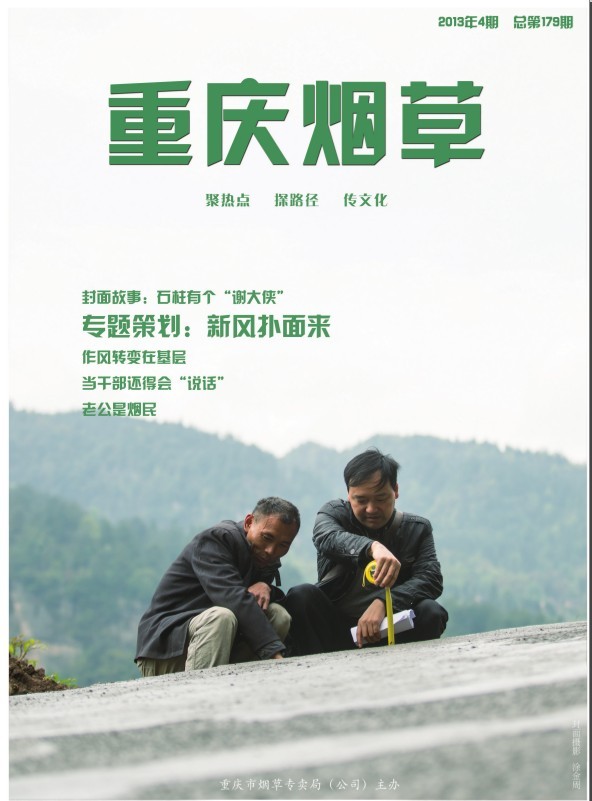 2013年4期 总第179期
重庆烟草
聚热点 探路径 传文化
封面故事：石柱有个“谢大侠”
专题策划：新风扑面来
作风转变在基层
当干部还得会“说话”
老公是烟民
重庆市烟草专卖局（公司）主办